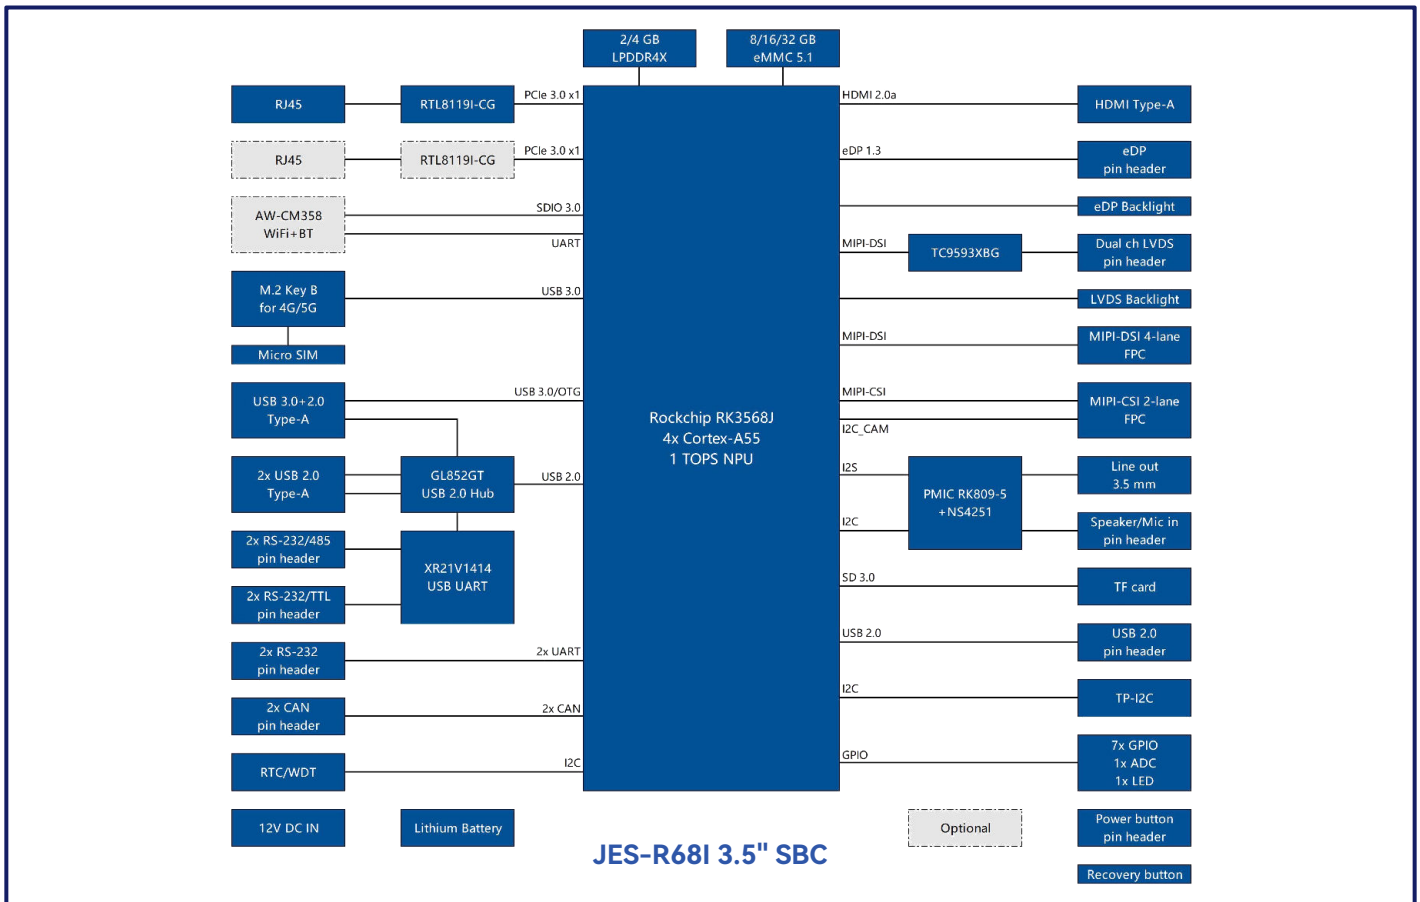 2/4 GB
LPDDR4X
8/16/32 GB
eMMC 5.1
RJ45
RTL8119I-CG
PCIe 3.0 x1
HDMI 2.0a
HDMI Type-A
RJ45
RTL8119I-CG
PCIe 3.0 x1
eDP 1.3
eDP
pin header
AW-CM358
WiFi+BT
SDIO 3.0
UART
eDP Backlight
MIPI-DSI
TC9593XBG
Dual ch LVDS
pin header
M.2 Key B
for 4G/5G
USB 3.0
LVDS Backlight
Micro SIM
MIPI-DSI
MIPI-DSI 4-lane
FPC
USB 3.0+2.0
Type-A
USB 3.0/OTG
MIPI-CSI
I2C_CAM
MIPI-CSI 2-lane
FPC
Rockchip RK3568J
4x Cortex-A55
1 TOPS NPU
2x USB 2.0
Type-A
GL852GT
USB 2.0 Hub
USB 2.0
I2S
I2C
PMIC RK809-5
+NS4251
Line out
3.5 mm
Speaker/Mic in
pin header
2x RS-232/485
pin header
XR21V1414
USB UART
2x RS-232/TTL
pin header
SD 3.0
TF card
2x RS-232
pin header
2x UART
USB 2.0
USB 2.0
pin header
2x CAN
pin header
2x CAN
I2C
TP-I2C
RTC/WDT
I2C
GPIO
7x GPIO
1x ADC
1x LED
12V DC IN
Lithium Battery
Optional
Power button
pin header
JES-R68I 3.5" SBC
Recovery button